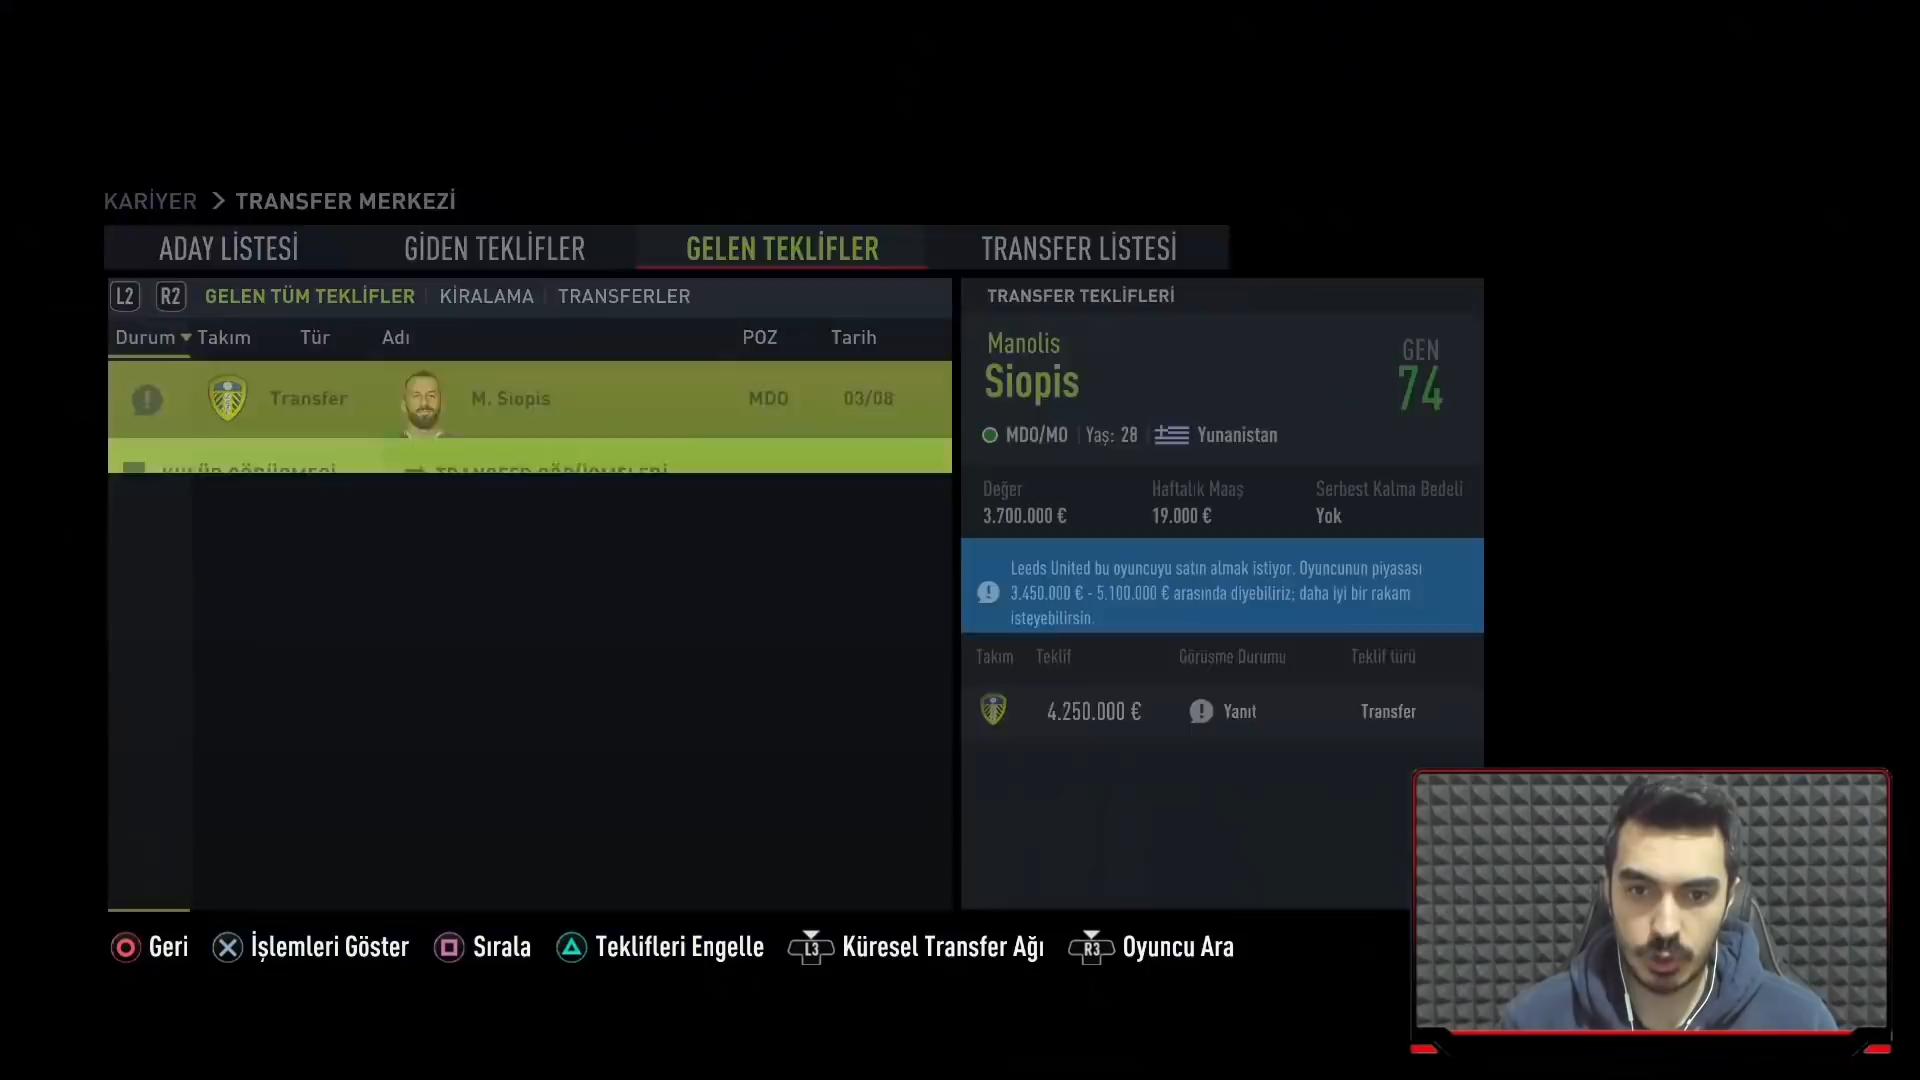 KARİYER > TRANSFER MERKEZİ
ADAY LİSTESİ GİDEN TEKLİFLER GELEN TEKLİFLER TRANSFER LİSTESİ
L2 R2 GELEN TÜM TEKLİFLER KİRALAMA TRANSFERLER
Durum Takım Tür Adı POZ Tarih
Transfer M. Siopis MDO 03/08
KULÜP GÖRÜŞMESİ TRANSFER GÖRÜŞMELERİ
TRANSFER TEKLİFLERİ
Manolis
Siopis
GEN
74
MDO/MO Yaş: 28 Yunanistan
Değer Haftalık Maaş Serbest Kalma Bedeli
3.700.000 € 19.000 € Yok
Leeds United bu oyuncuyu satın almak istiyor. Oyuncunun piyasası
3.450.000 € - 5.100.000 € arasında diyebiliriz; daha iyi bir rakam
isteyebilirsin.
Takım Teklif Görüşme Durumu Teklif türü
4.250.000 € Yanıt Transfer
Geri İşlemleri Göster Sırala Teklifleri Engelle L3 Küresel Transfer Ağı R3 Oyuncu Ara